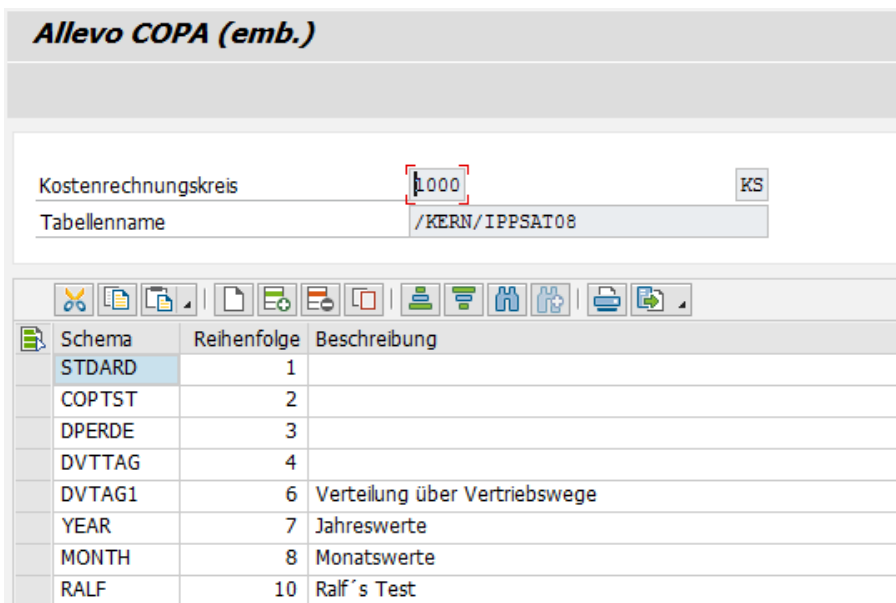 Allevo COPA (emb.)
Kostenrechnungskreis 1000 KS
Tabellenname /KERN/IPPSAT08
Schema Reihenfolge Beschreibung
STDARD 1
COPTST 2
DPERDE 3
DVTTAG 4
DVTAG1 6 Verteilung über Vertriebswege
YEAR 7 Jahreswerte
MONTH 8 Monatswerte
RALF 10 Ralf´s Test